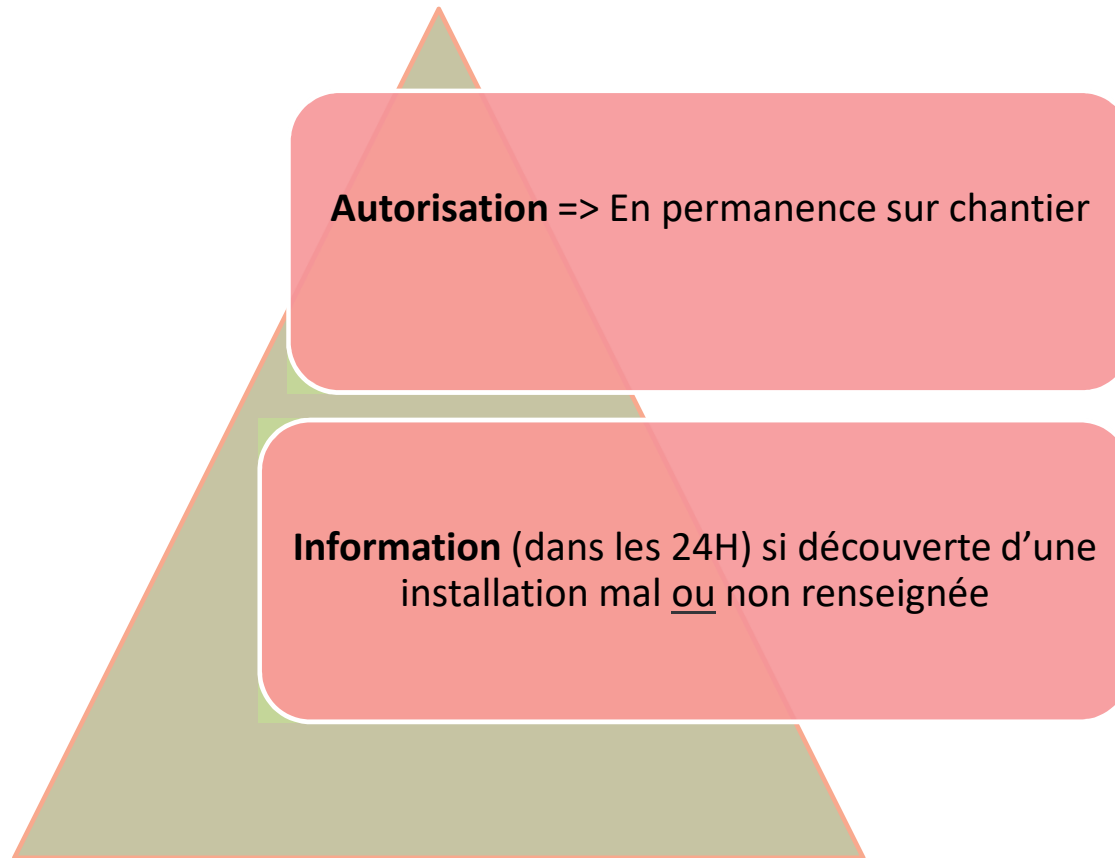 Autorisation => En permanence sur chantier
Information (dans les 24H) si découverte d’une
installation mal ou non renseignée